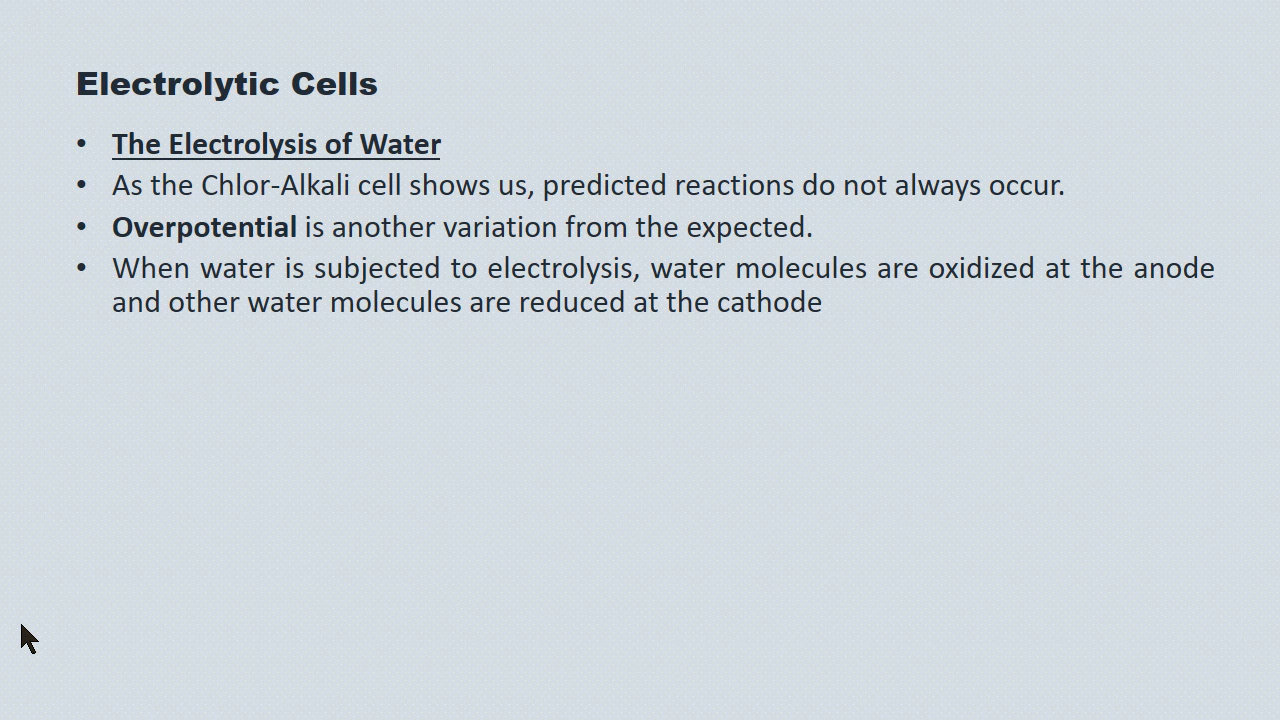 Electrolytic Cells
• The Electrolysis of Water
• As the Chlor-Alkali cell shows us, predicted reactions do not always occur.
• Overpotential is another variation from the expected.
• When water is subjected to electrolysis, water molecules are oxidized at the anode
and other water molecules are reduced at the cathode